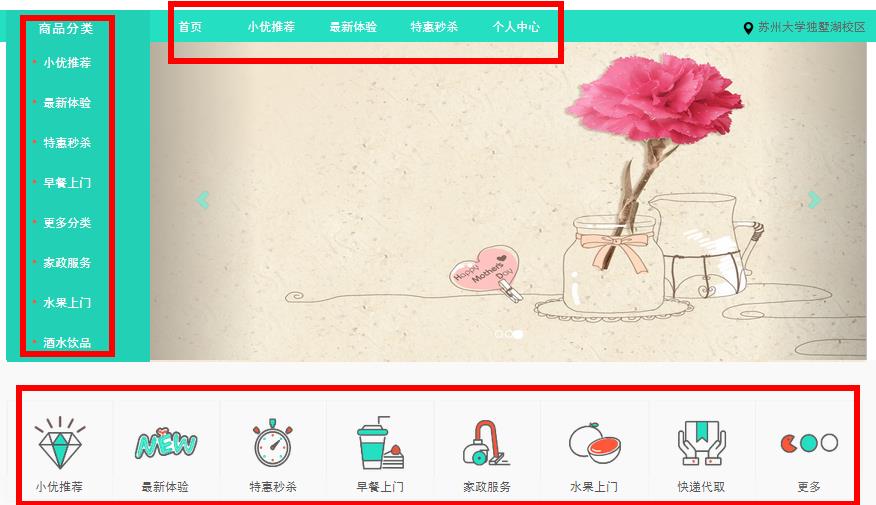 商品分类
首页 小优推荐 最新体验 特惠秒杀 个人中心
苏州大学独墅湖校区
小优推荐
最新体验
特惠秒杀
早餐上门
更多分类
家政服务
水果上门
酒水饮品
Happy
Mothers
Day
NEW
小优推荐 最新体验 特惠秒杀 早餐上门 家政服务 水果上门 快递代取 更多